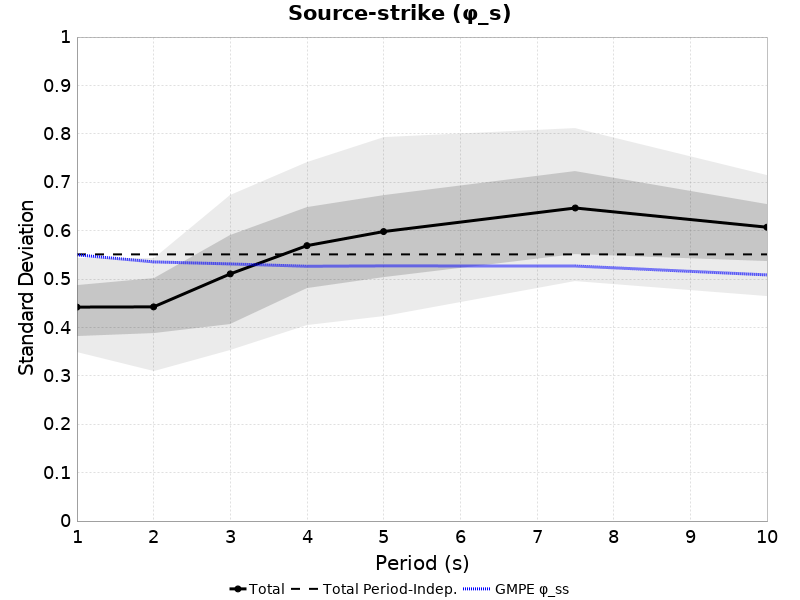 Source-strike (φ_s)
Standard Deviation
1
0.9
0.8
0.7
0.6
0.5
0.4
0.3
0.2
0.1
0
1 2 3 4 5 6 7 8 9 10
Period (s)
Total Total Period-Indep. GMPE φ_ss